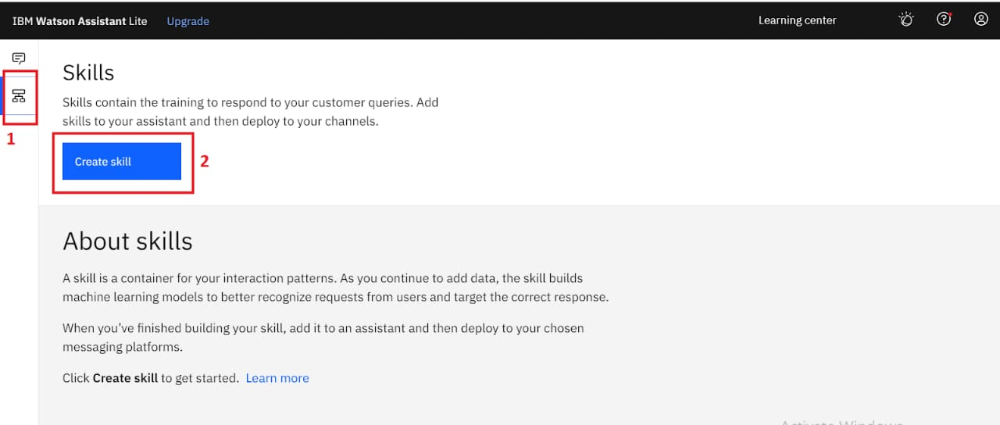 IBM Watson Assistant Lite Upgrade Learning center
Skills
Skills contain the training to respond to your customer queries. Add
skills to your assistant and then deploy to your channels.
1
Create skill 2
About skills
A skill is a container for your interaction patterns. As you continue to add data, the skill builds
machine learning models to better recognize requests from users and target the correct response.
When you’ve finished building your skill, add it to an assistant and then deploy to your chosen
messaging platforms.
Click Create skill to get started. Learn more
Activate Windows